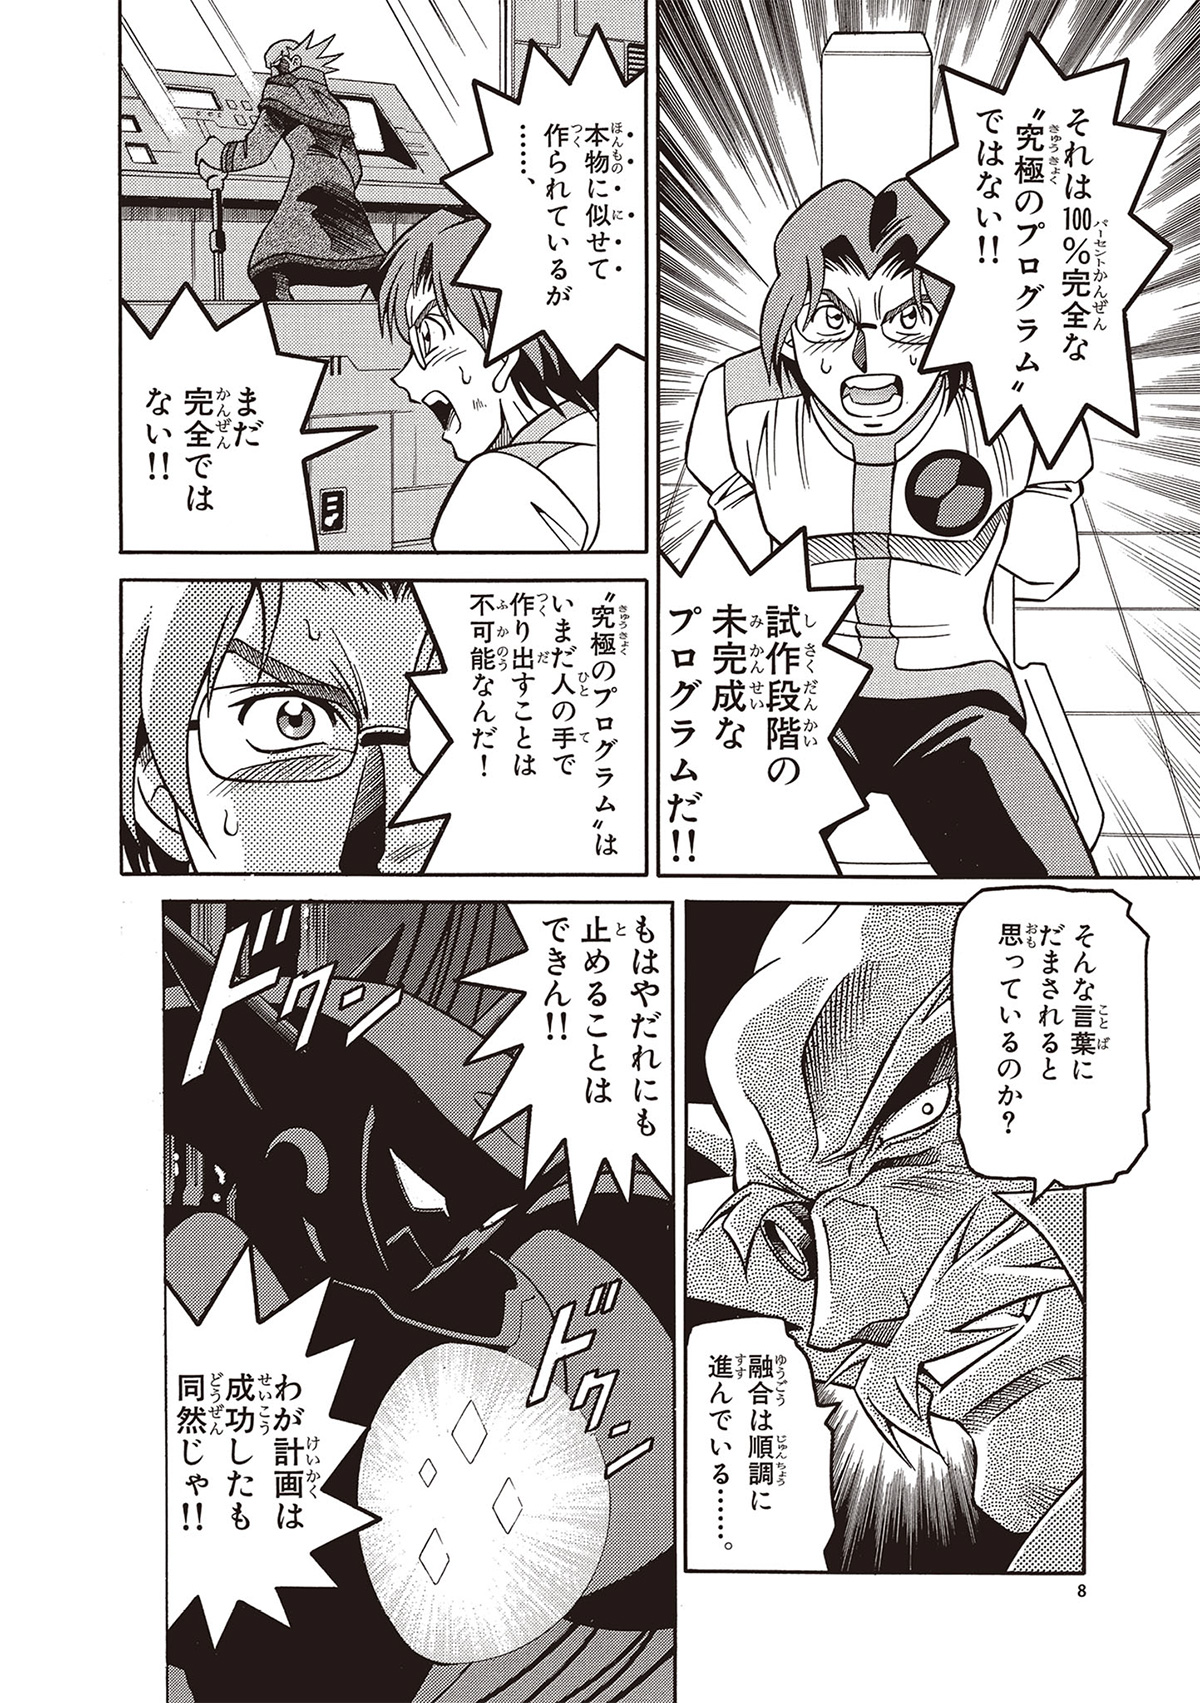 それは100%完全な
〝究極のプログラム〟
ではない!!
試作段階の
未完成な
プログラムだ!!
本物に似せて
作られているが
……、
まだ
完全では
ない!!
〝究極のプログラム〟は
いまだ人の手で
作り出すことは
不可能なんだ!
そんな言葉に
だまされると
思っているのか?
融合は順調に
進んでいる……。
もはやだれにも
止めることは
できん!!
ドクン
ドクン
わが計画は
成功したも
同然じゃ!!
8